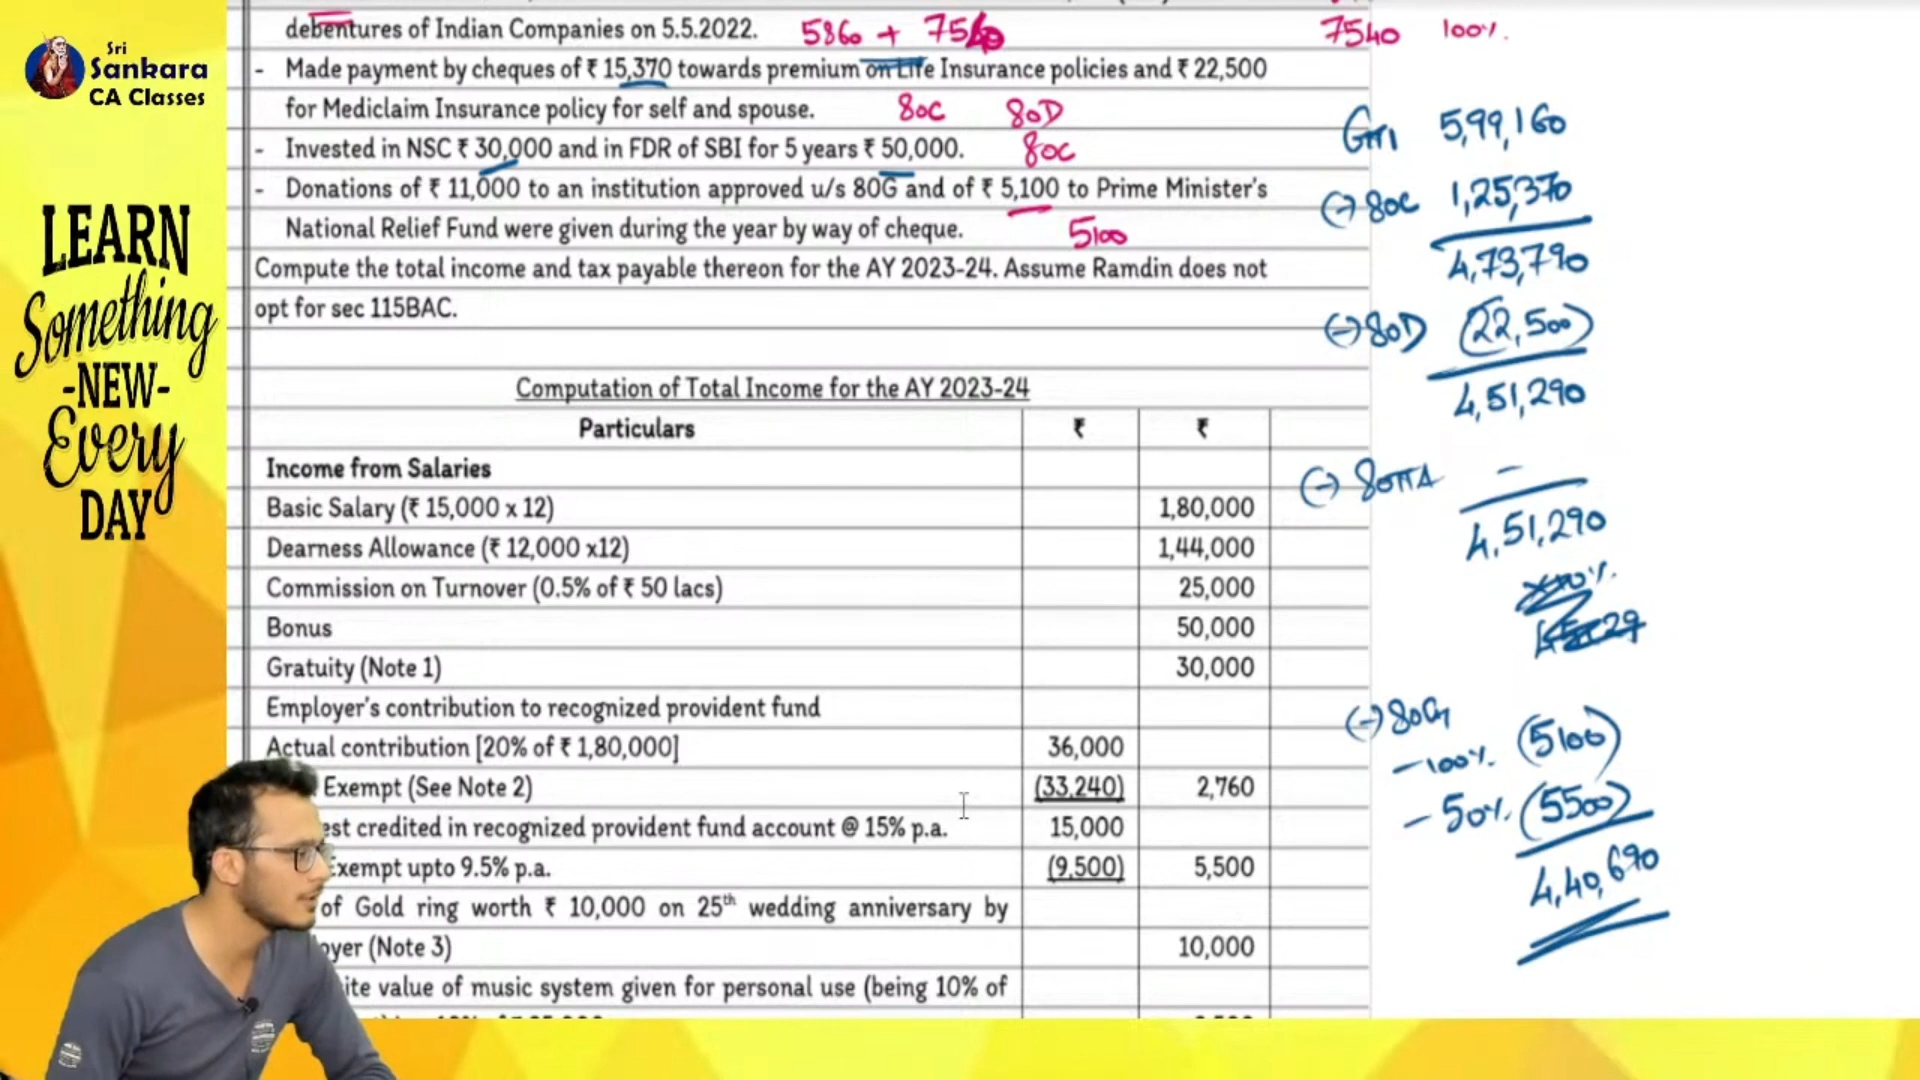 Sri
Sankara
CA Classes
LEARN
Something
-NEW-
Every
DAY
debentures of Indian Companies on 5.5.2022.
5860 + 7540
7540 100%.
- Made payment by cheques of ₹ 15,370 towards premium on Life Insurance policies and ₹ 22,500
for Mediclaim Insurance policy for self and spouse.
80C 80D
- Invested in NSC ₹ 30,000 and in FDR of SBI for 5 years ₹ 50,000.
80C
- Donations of ₹ 11,000 to an institution approved u/s 80G and of ₹ 5,100 to Prime Minister's
National Relief Fund were given during the year by way of cheque.
5100
Compute the total income and tax payable thereon for the AY 2023-24. Assume Ramdin does not
opt for sec 115BAC.
Computation of Total Income for the AY 2023-24
Particulars ₹ ₹
Income from Salaries
Basic Salary (₹ 15,000 x 12) 1,80,000
Dearness Allowance (₹ 12,000 x12) 1,44,000
Commission on Turnover (0.5% of ₹ 50 lacs) 25,000
Bonus 50,000
Gratuity (Note 1) 30,000
Employer's contribution to recognized provident fund
Actual contribution [20% of ₹ 1,80,000] 36,000
Exempt (See Note 2) (33,240) 2,760
est credited in recognized provident fund account @ 15% p.a. 15,000
Exempt upto 9.5% p.a. (9,500) 5,500
of Gold ring worth ₹ 10,000 on 25th wedding anniversary by
oyer (Note 3) 10,000
ite value of music system given for personal use (being 10% of
GTI 5,99,160
(-) 80C 1,25,370
4,73,790
(-) 80D (22,500)
4,51,290
(-) 80TTA -
4,51,290
(-) 80G
- 100%. (5100)
- 50%. (5500)
4,40,690